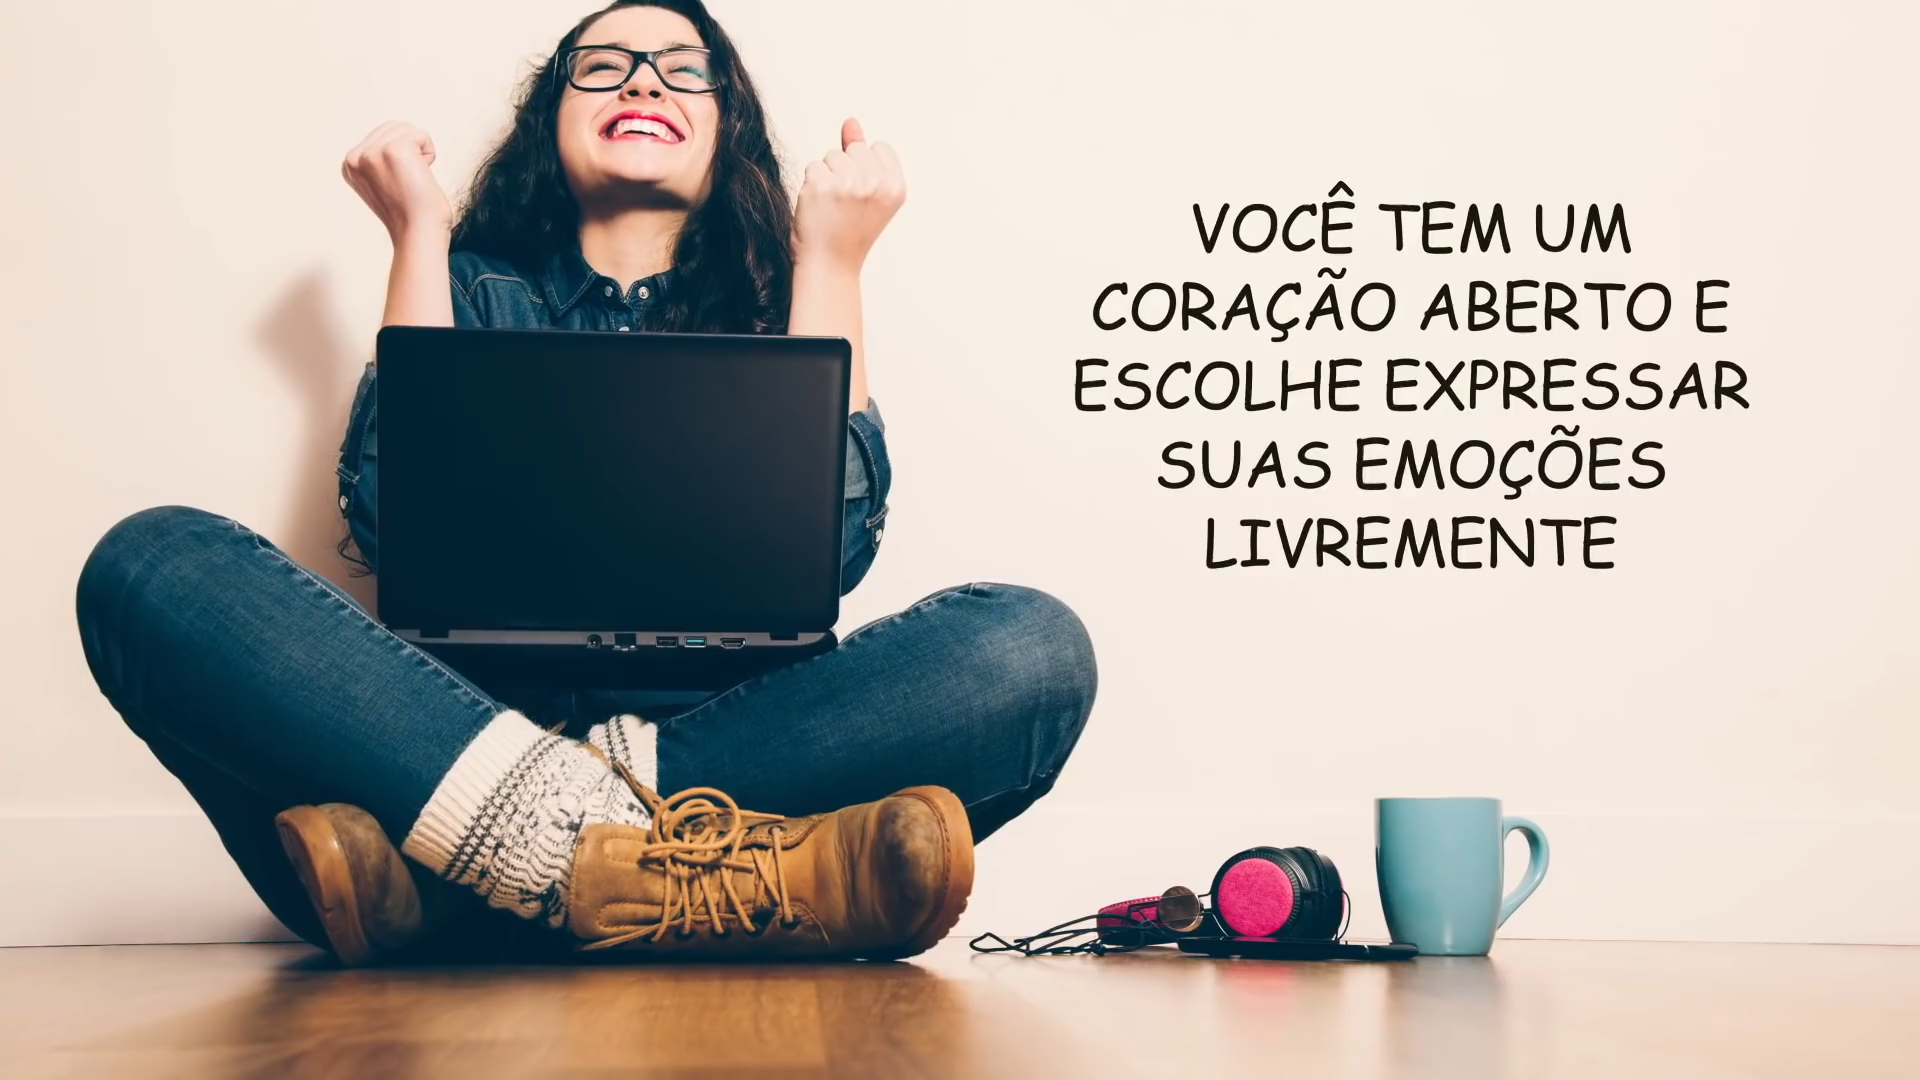 VOCÊ TEM UM
CORAÇÃO ABERTO E
ESCOLHE EXPRESSAR
SUAS EMOÇÕES
LIVREMENTE